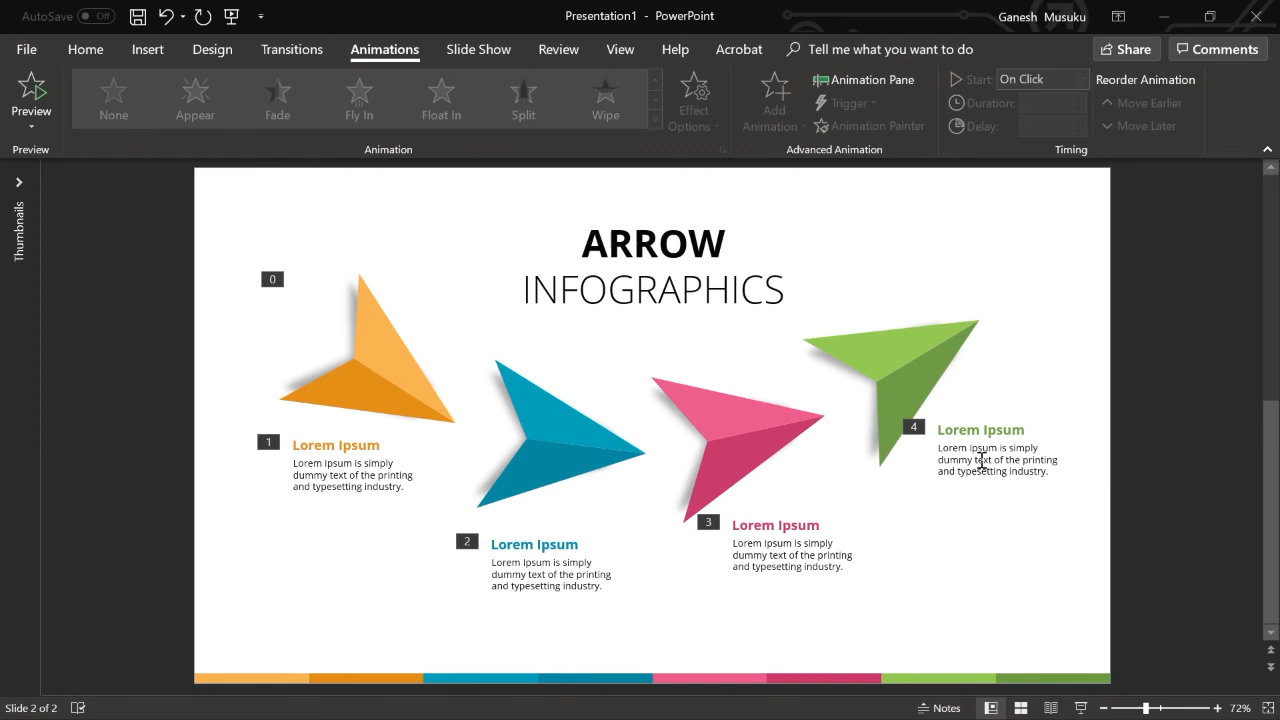 AutoSave Off
Presentation1 - PowerPoint
Ganesh Musuku
File Home Insert Design Transitions Animations Slide Show Review View Help Acrobat Tell me what you want to do
Share Comments
Preview
None Appear Fade Fly In Float In Split Wipe
Effect
Options
Add
Animation
Animation Pane
Trigger
Animation Painter
Start: On Click
Duration:
Delay:
Reorder Animation
Move Earlier
Move Later
Preview Animation Advanced Animation Timing
Thumbnails
ARROW
INFOGRAPHICS
0
1
Lorem Ipsum
Lorem Ipsum is simply
dummy text of the printing
and typesetting industry.
2
Lorem Ipsum
Lorem Ipsum is simply
dummy text of the printing
and typesetting industry.
3
Lorem Ipsum
Lorem Ipsum is simply
dummy text of the printing
and typesetting industry.
4
Lorem Ipsum
Lorem Ipsum is simply
dummy text of the printing
and typesetting industry.
Slide 2 of 2
Notes
72%